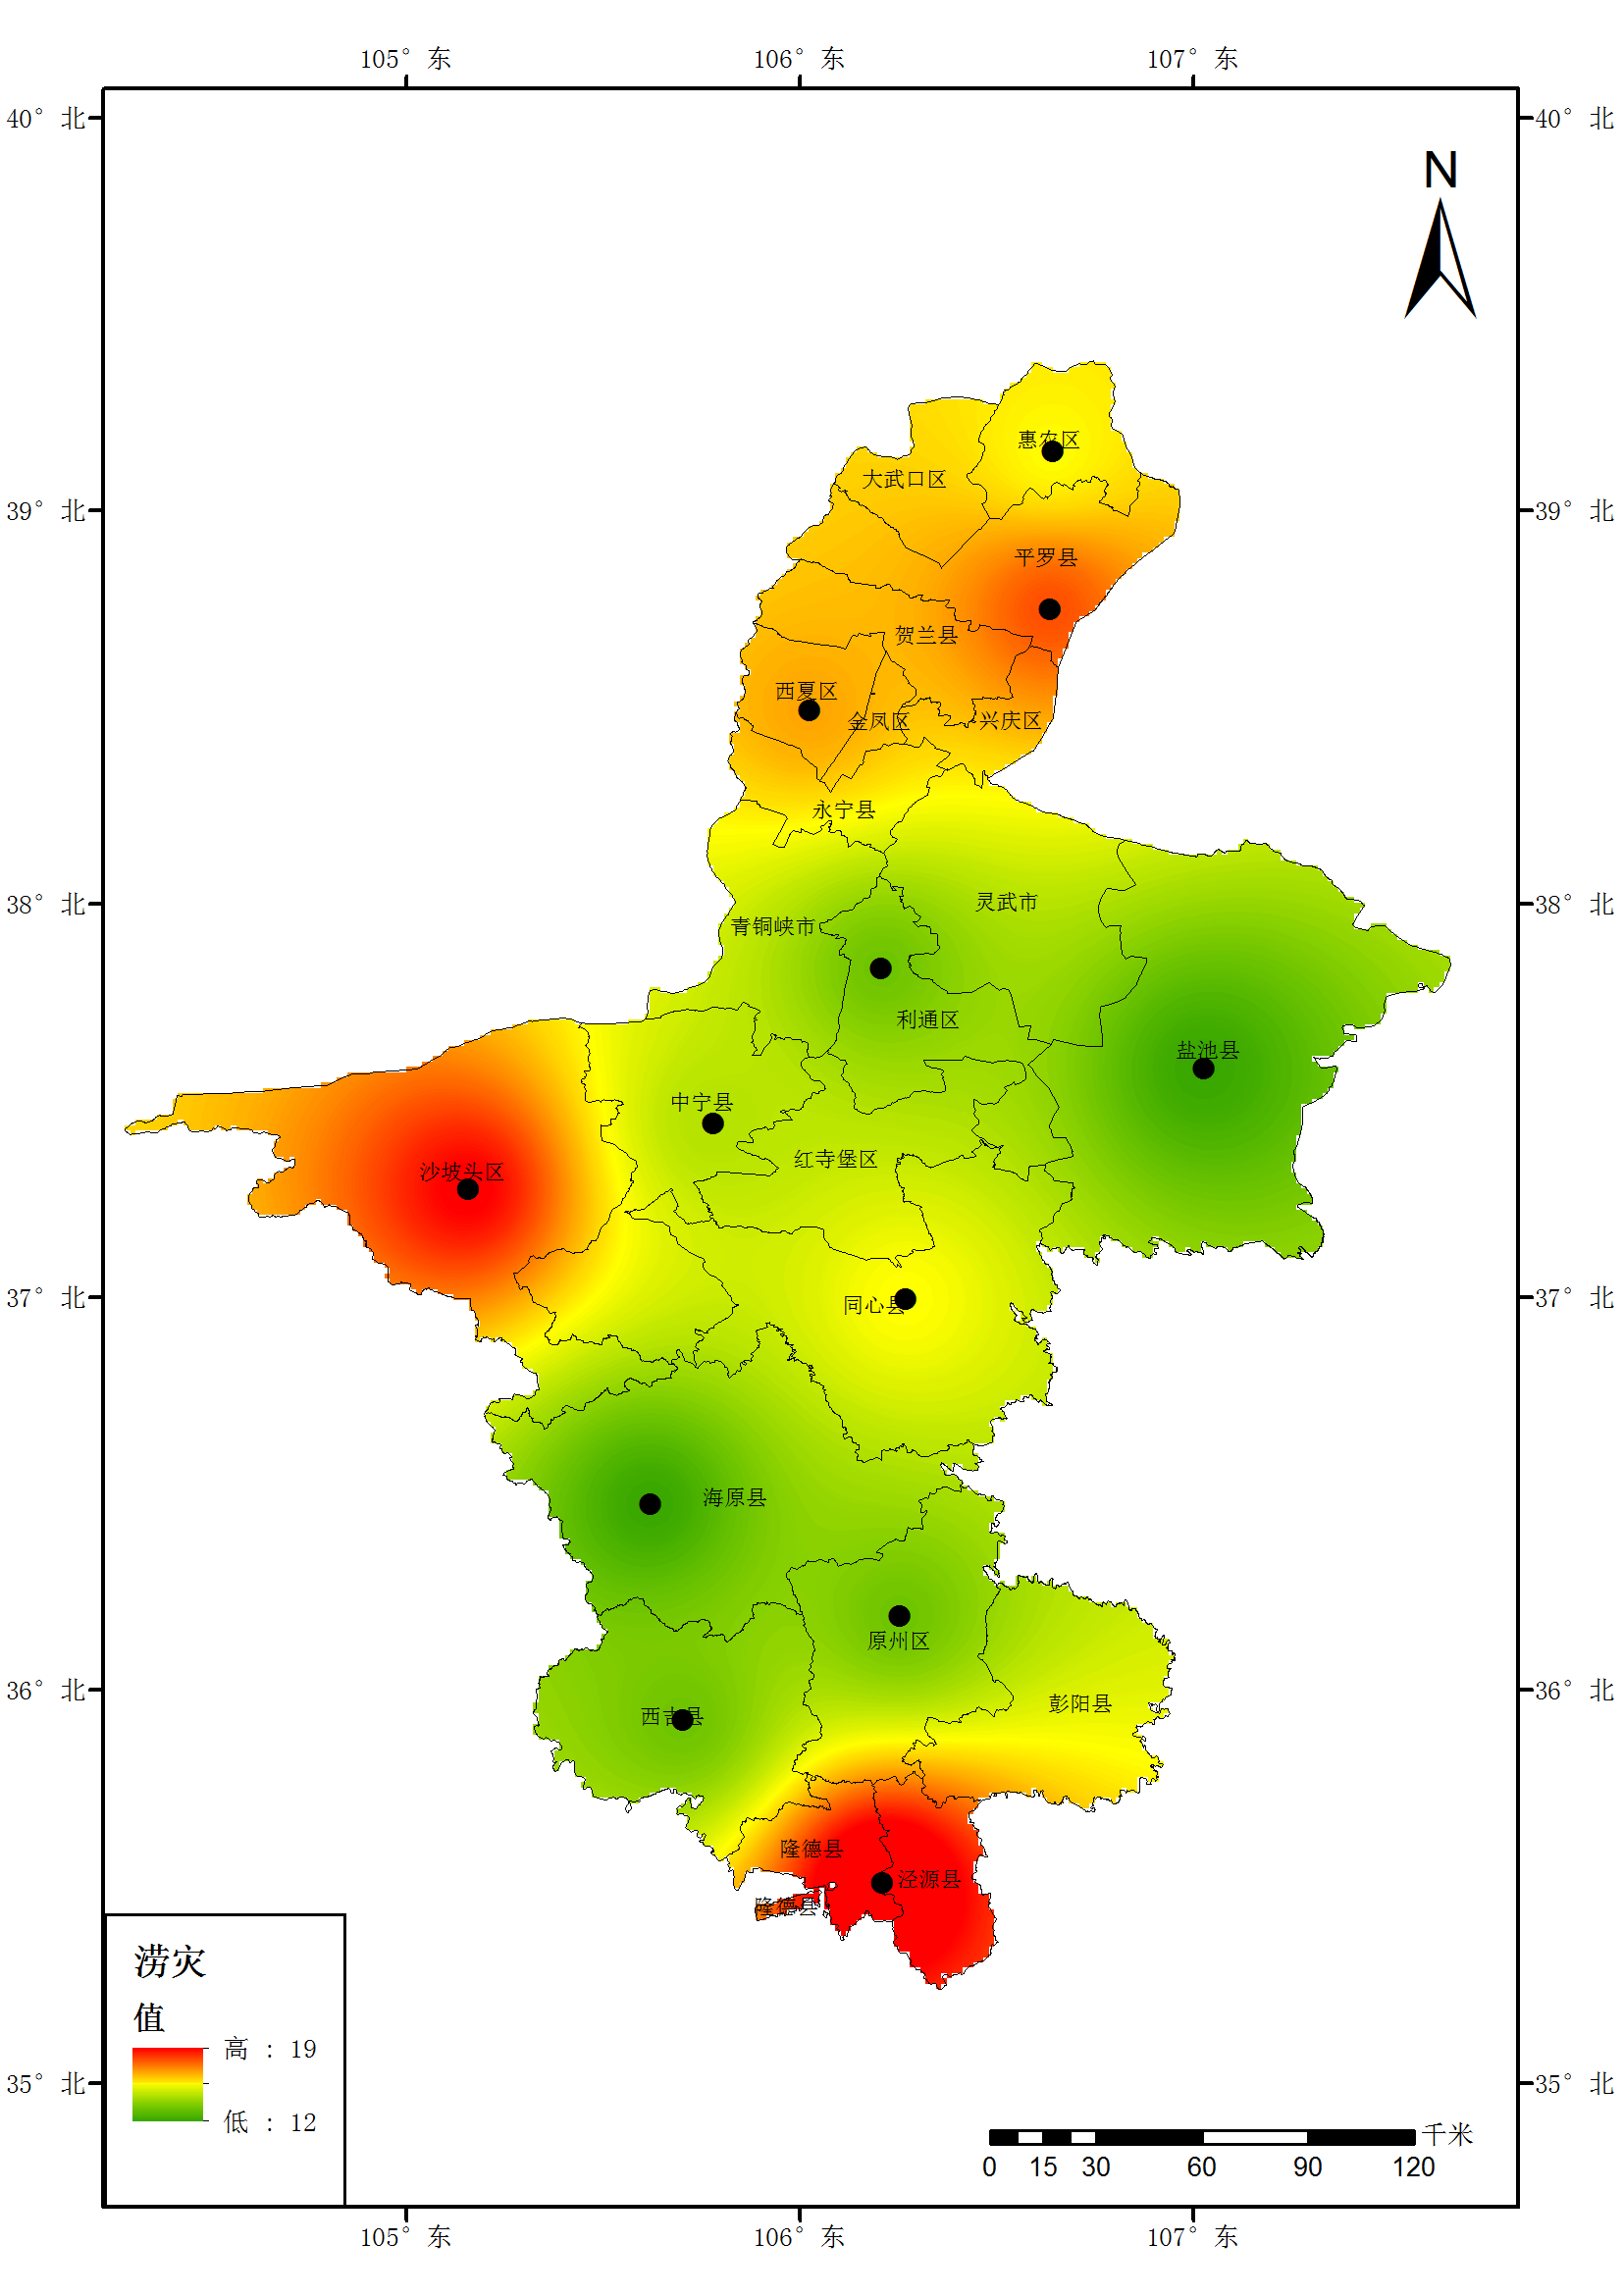 105° 东 106° 东 107° 东
40° 北 40° 北
N
惠农区
大武口区
39° 北 39° 北
平罗县
贺兰县
西夏区
金凤区 兴庆区
永宁县
38° 北 灵武市 38° 北
青铜峡市
利通区
盐池县
中宁县
红寺堡区
沙坡头区
37° 北 同心县 37° 北
海原县
原州区
36° 北 彭阳县 36° 北
西吉县
隆德县
泾源县
隆德县
涝灾
值
高 : 19
35° 北 35° 北
低 : 12
千米
0 15 30 60 90 120
105° 东 106° 东 107° 东